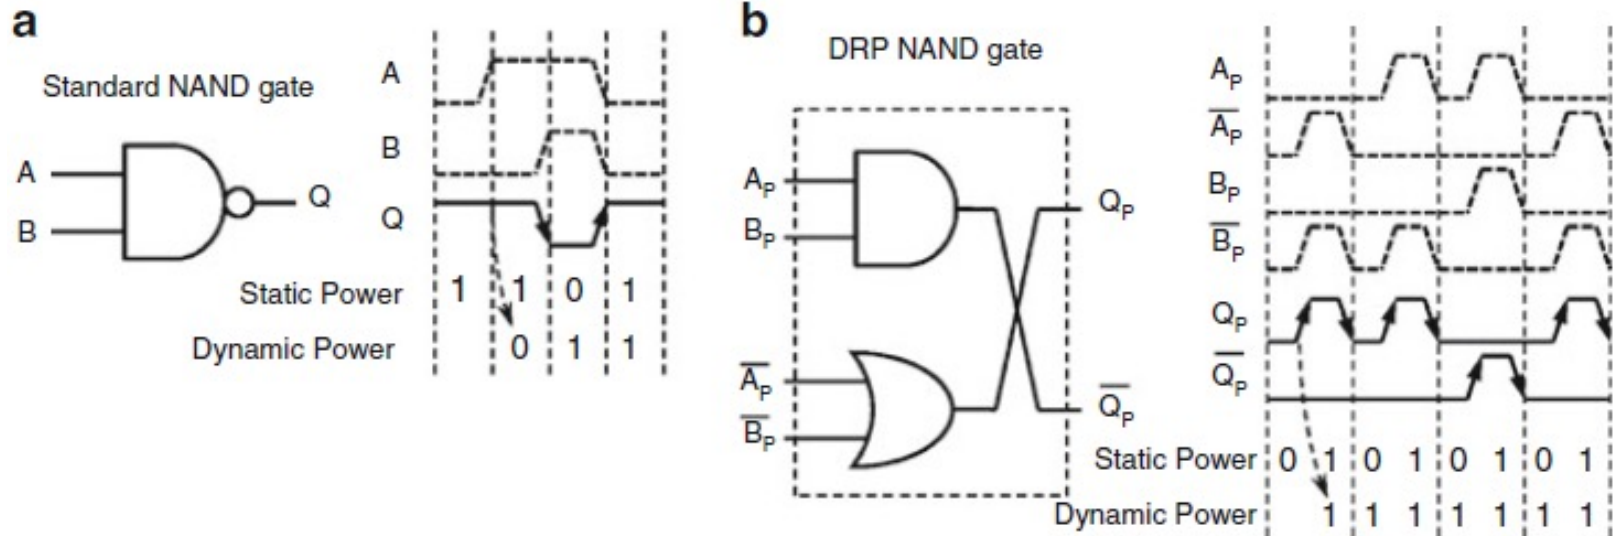 a
Standard NAND gate
A
B
Q
A
B
Q
Static Power 1 1 0 1
Dynamic Power 0 1 1
b
DRP NAND gate
A_P
B_P
A̅_P
B̅_P
Q_P
Q̅_P
A_P
A̅_P
B_P
B̅_P
Q_P
Q̅_P
Static Power 0 1 0 1 0 1 0 1
Dynamic Power 1 1 1 1 1 1 1